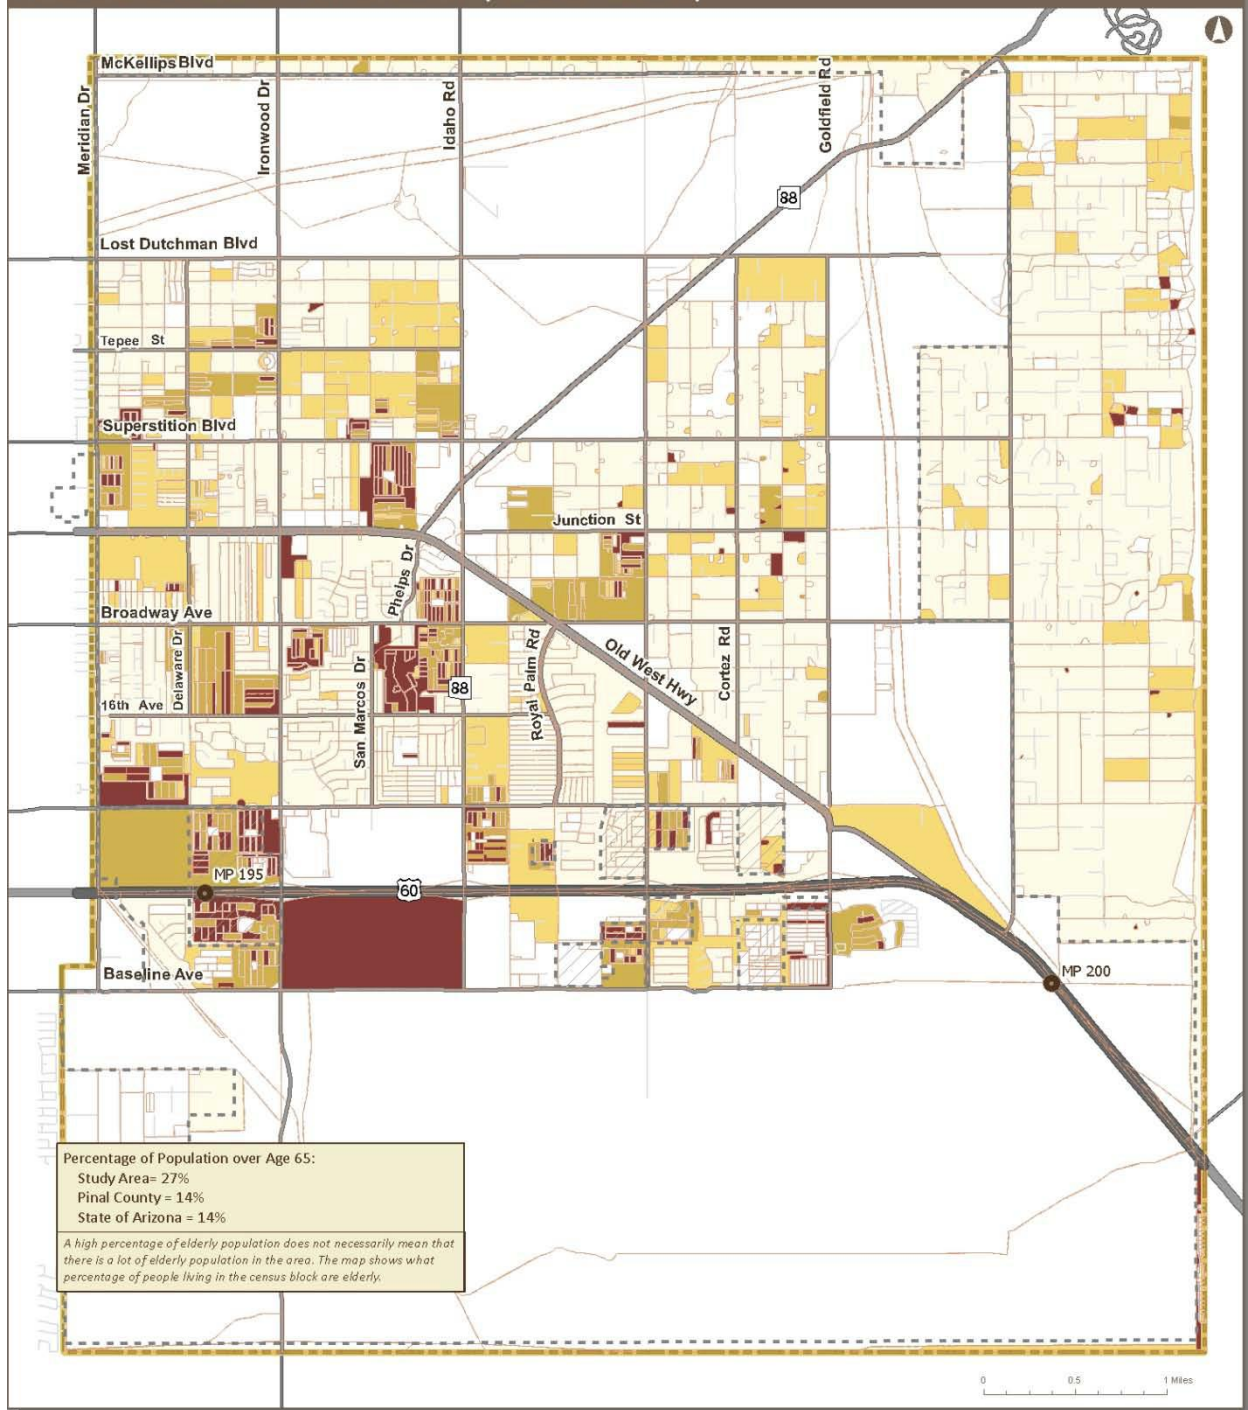 McKellips Blvd
Meridian Dr
Ironwood Dr
Idaho Rd
Goldfield Rd
88
Lost Dutchman Blvd
Tepee St
Superstition Blvd
Junction St
Phelps Dr
Broadway Ave
Delaware Dr
San Marcos Dr
88
Royal Palm Rd
Old West Hwy
Cortez Rd
16th Ave
MP 195
60
Baseline Ave
MP 200
Percentage of Population over Age 65:
Study Area= 27%
Pinal County = 14%
State of Arizona = 14%
A high percentage of elderly population does not necessarily mean that
there is a lot of elderly population in the area. The map shows what
percentage of people living in the census block are elderly.
0 0.5 1 Miles